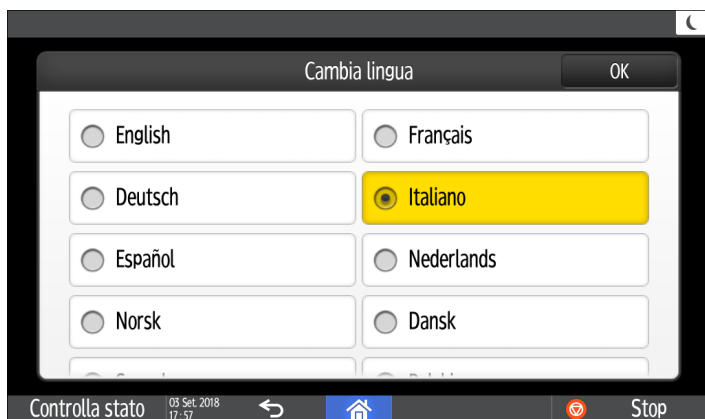 Cambia lingua
OK
English
Français
Deutsch
Italiano
Español
Nederlands
Norsk
Dansk
Controlla stato
03 Set. 2018
17:57
Stop